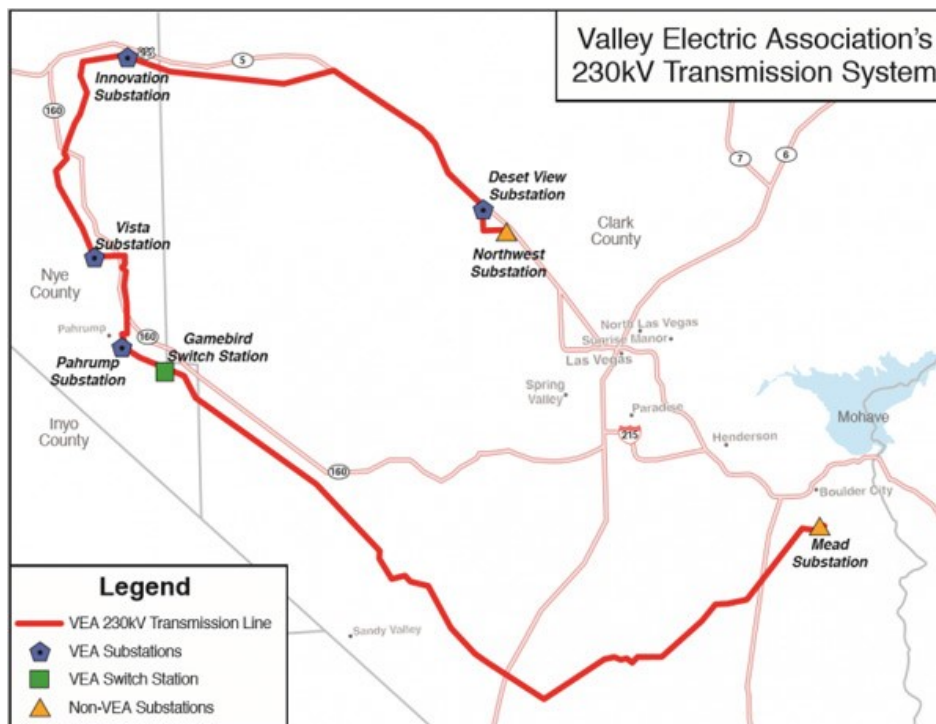 Valley Electric Association's
230kV Transmission System
5
Innovation
Substation
160
7
6
Deset View
Substation
Clark
County
Vista
Substation
Northwest
Substation
Nye
County
Pahrump
160
Gamebird
Switch Station
North Las Vegas
Sunrise Manor
Las Vegas
Pahrump
Substation
Spring
Valley
Paradise
Mohave
Inyo
County
215
Henderson
160
Boulder City
Mead
Substation
Sandy Valley
Legend
VEA 230kV Transmission Line
VEA Substations
VEA Switch Station
Non-VEA Substations